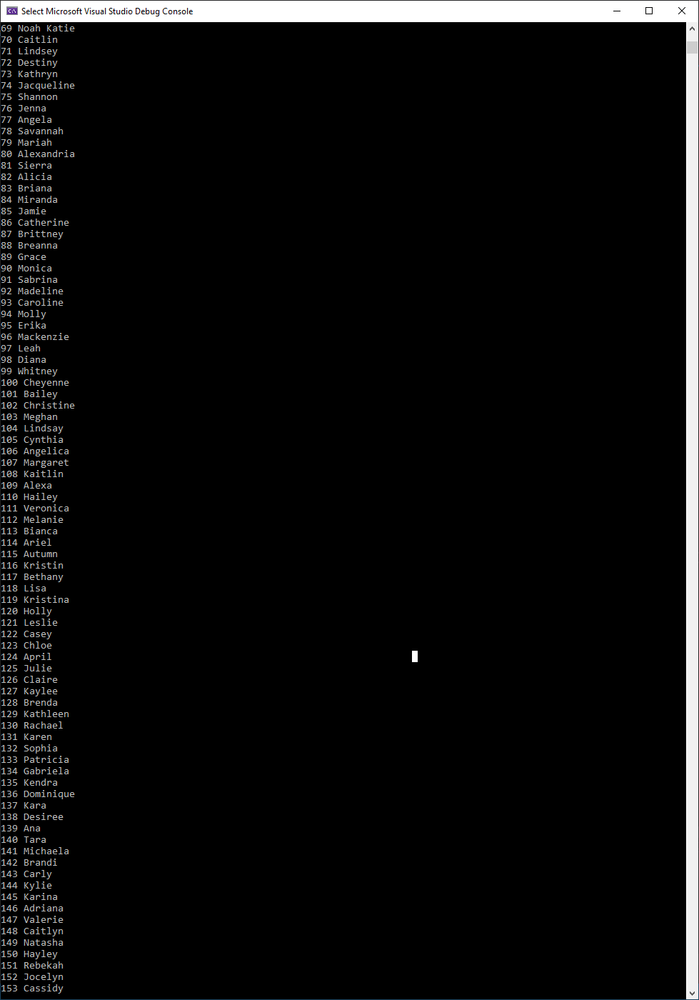 Select Microsoft Visual Studio Debug Console
69 Noah Katie
70 Caitlin
71 Lindsey
72 Destiny
73 Kathryn
74 Jacqueline
75 Shannon
76 Jenna
77 Angela
78 Savannah
79 Mariah
80 Alexandria
81 Sierra
82 Alicia
83 Briana
84 Miranda
85 Jamie
86 Catherine
87 Brittney
88 Breanna
89 Grace
90 Monica
91 Sabrina
92 Madeline
93 Caroline
94 Molly
95 Erika
96 Mackenzie
97 Leah
98 Diana
99 Whitney
100 Cheyenne
101 Bailey
102 Christine
103 Meghan
104 Lindsay
105 Cynthia
106 Angelica
107 Margaret
108 Kaitlin
109 Alexa
110 Hailey
111 Veronica
112 Melanie
113 Bianca
114 Ariel
115 Autumn
116 Kristin
117 Bethany
118 Lisa
119 Kristina
120 Holly
121 Leslie
122 Casey
123 Chloe
124 April
125 Julie
126 Claire
127 Kaylee
128 Brenda
129 Kathleen
130 Rachael
131 Karen
132 Sophia
133 Patricia
134 Gabriela
135 Kendra
136 Dominique
137 Kara
138 Desiree
139 Ana
140 Tara
141 Michaela
142 Brandi
143 Carly
144 Kylie
145 Karina
146 Adriana
147 Valerie
148 Caitlyn
149 Natasha
150 Hayley
151 Rebekah
152 Jocelyn
153 Cassidy